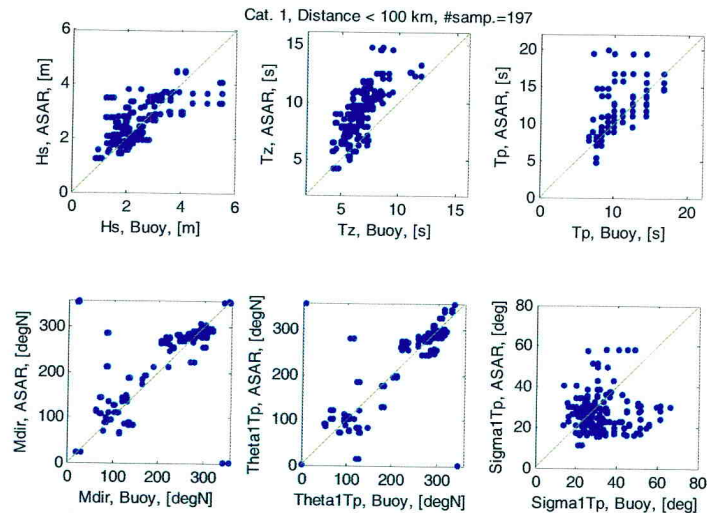 Cat. 1, Distance < 100 km, #samp.=197
Hs, ASAR, [m]
6
4
2
0
0 2 4 6
Hs, Buoy, [m]
Tz, ASAR, [s]
15
10
5
5 10 15
Tz, Buoy, [s]
Tp, ASAR, [s]
20
15
10
5
0
0 10 20
Tp, Buoy, [s]
Mdir, ASAR, [degN]
300
200
100
0
0 100 200 300
Mdir, Buoy, [degN]
Theta1Tp, ASAR, [degN]
300
200
100
0
0 100 200 300
Theta1Tp, Buoy, [degN]
Sigma1Tp, ASAR, [deg]
80
60
40
20
0
0 20 40 60 80
Sigma1Tp, Buoy, [deg]